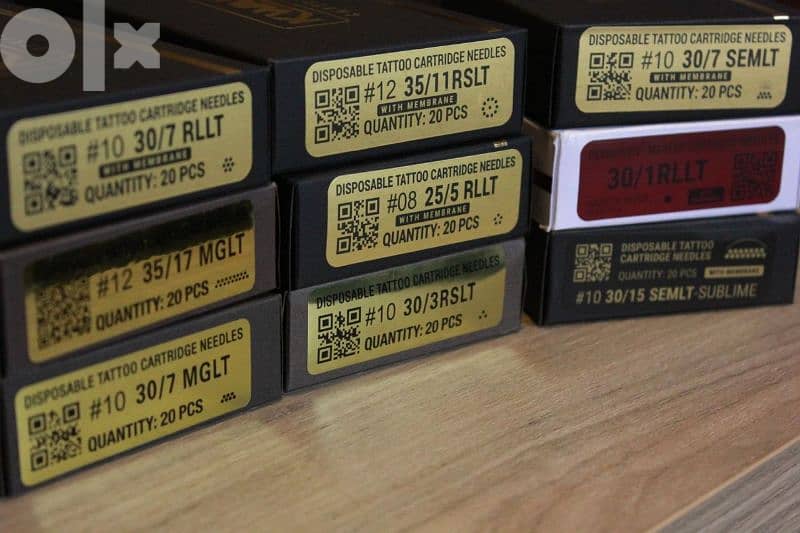 olx
DISPOSABLE TATTOO CARTRIDGE NEEDLES
#10 30/7 RLLT
WITH MEMBRANE
QUANTITY: 20 PCS
#12 35/17 MGLT
QUANTITY: 20 PCS
DISPOSABLE TATTOO CARTRIDGE NEEDLES
#10 30/7 MGLT
QUANTITY: 20 PCS
DISPOSABLE TATTOO CARTRIDGE NEEDLES
#12 35/11RSLT
WITH MEMBRANE
QUANTITY: 20 PCS
DISPOSABLE TATTOO CARTRIDGE NEEDLES
#08 25/5 RLLT
WITH MEMBRANE
QUANTITY: 20 PCS
DISPOSABLE TATTOO CARTRIDGE NEEDLES
#10 30/3RSLT
QUANTITY: 20 PCS
DISPOSABLE TATTOO CARTRIDGE NEEDLES
#10 30/7 SEMLT
WITH MEMBRANE
QUANTITY: 20 PCS
30/1RLLT
DISPOSABLE TATTOO
CARTRIDGE NEEDLES
QUANTITY: 20 PCS
WITH MEMBRANE
#10 30/15 SEMLT-SUBLIME